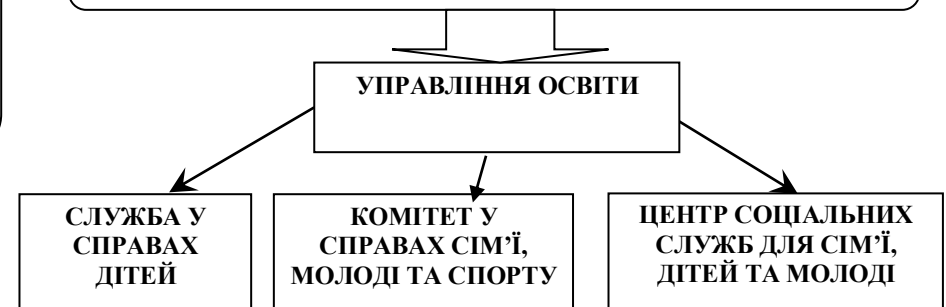 УПРАВЛІННЯ ОСВІТИ
СЛУЖБА У
СПРАВАХ
ДІТЕЙ
КОМІТЕТ У
СПРАВАХ СІМ’Ї,
МОЛОДІ ТА СПОРТУ
ЦЕНТР СОЦІАЛЬНИХ
СЛУЖБ ДЛЯ СІМ’Ї,
ДІТЕЙ ТА МОЛОДІ